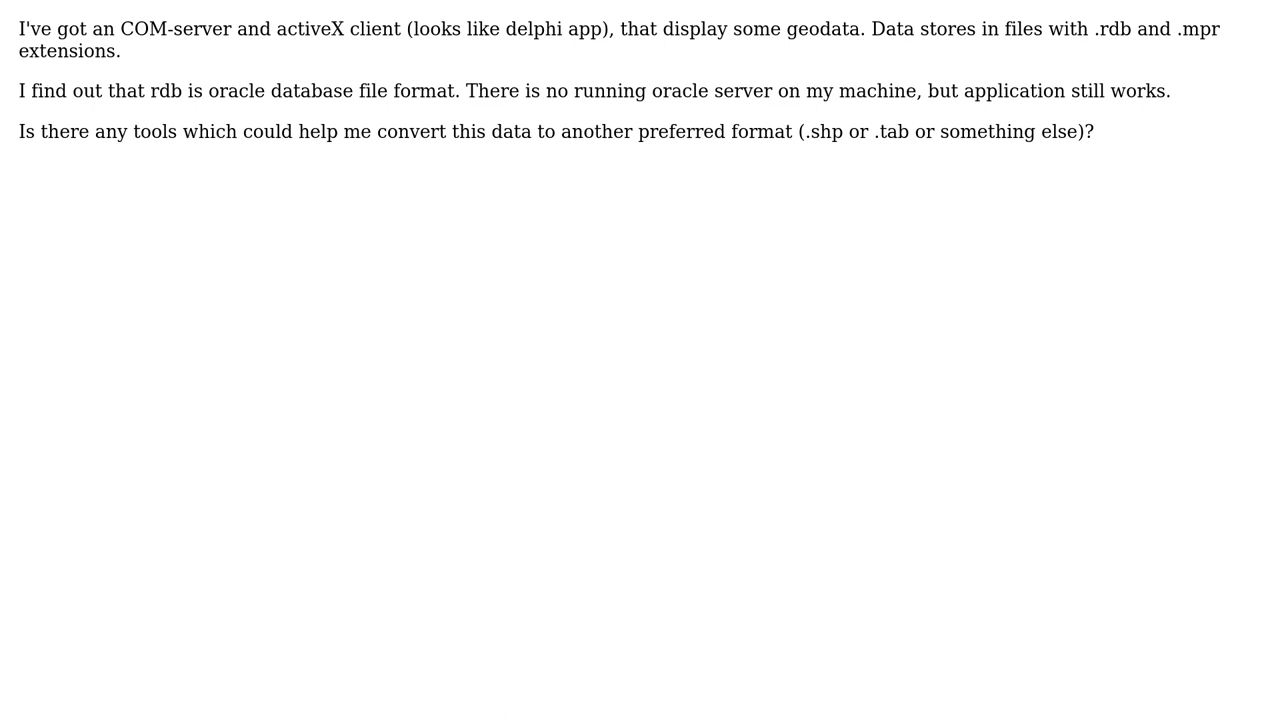 I've got an COM-server and activeX client (looks like delphi app), that display some geodata. Data stores in files with .rdb and .mpr
extensions.
I find out that rdb is oracle database file format. There is no running oracle server on my machine, but application still works.
Is there any tools which could help me convert this data to another preferred format (.shp or .tab or something else)?